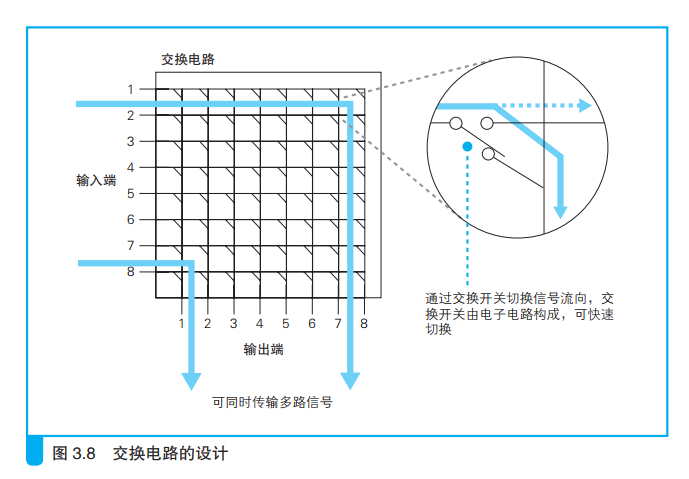 交换电路
1
2
3
4
5
6
7
8
输入端
1 2 3 4 5 6 7 8
输出端
可同时传输多路信号
通过交换开关切换信号流向，交
换开关由电子电路构成，可快速
切换
图 3.8 交换电路的设计